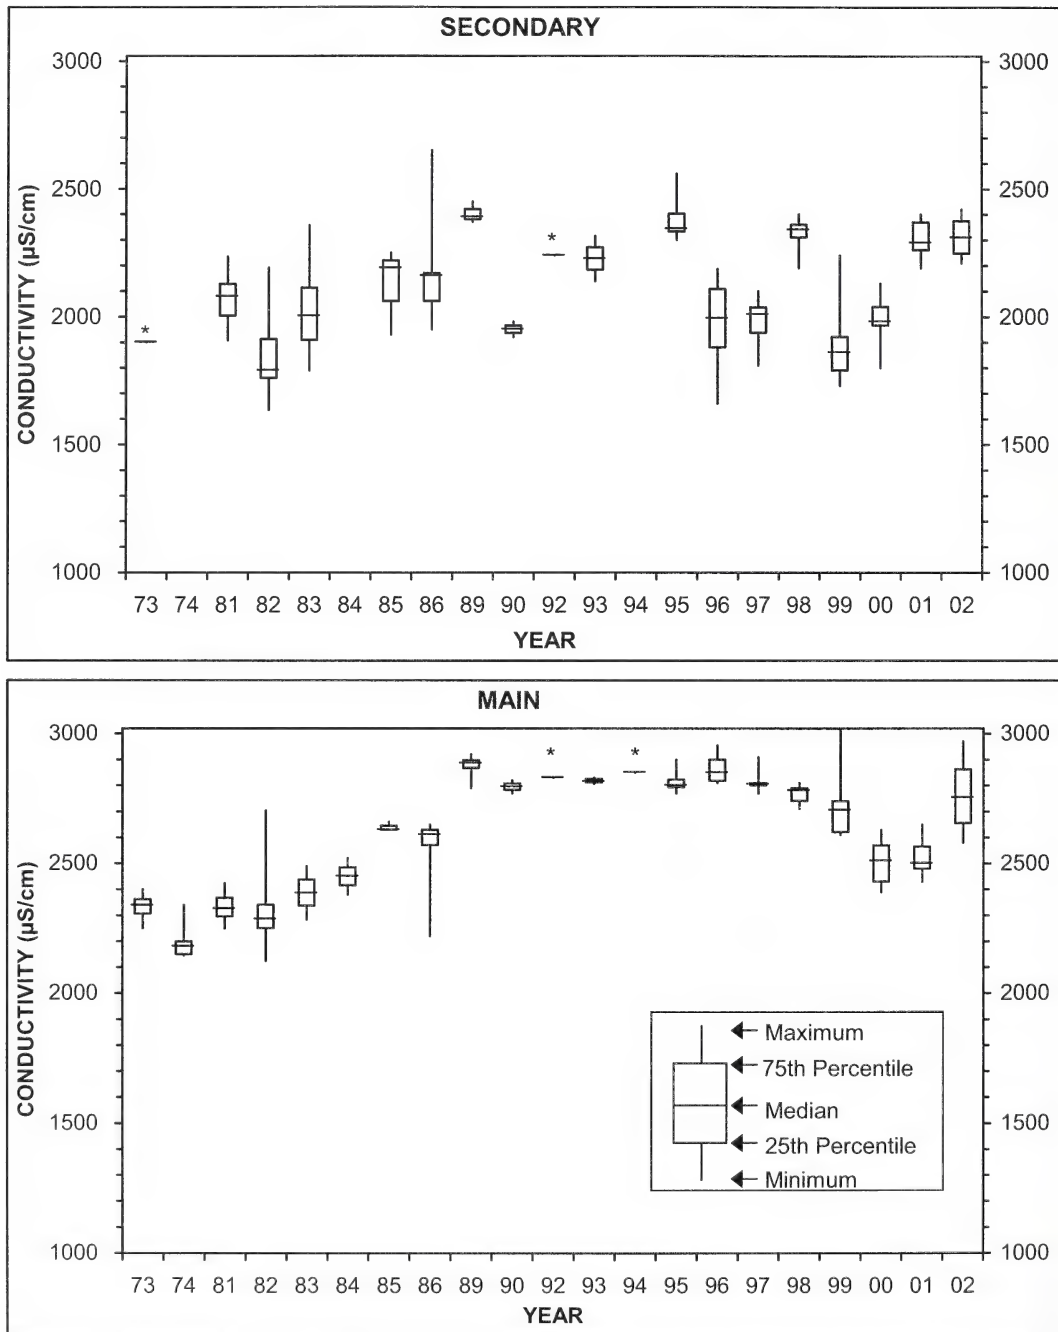 SECONDARY
3000 3000
2500 2500
2000 2000
1500 1500
1000 1000
CONDUCTIVITY (µS/cm)
* *
73 74 81 82 83 84 85 86 89 90 92 93 94 95 96 97 98 99 00 01 02
YEAR
MAIN
3000 3000
2500 2500
2000 2000
1500 1500
1000 1000
CONDUCTIVITY (µS/cm)
* *
Maximum
75th Percentile
Median
25th Percentile
Minimum
73 74 81 82 83 84 85 86 89 90 92 93 94 95 96 97 98 99 00 01 02
YEAR